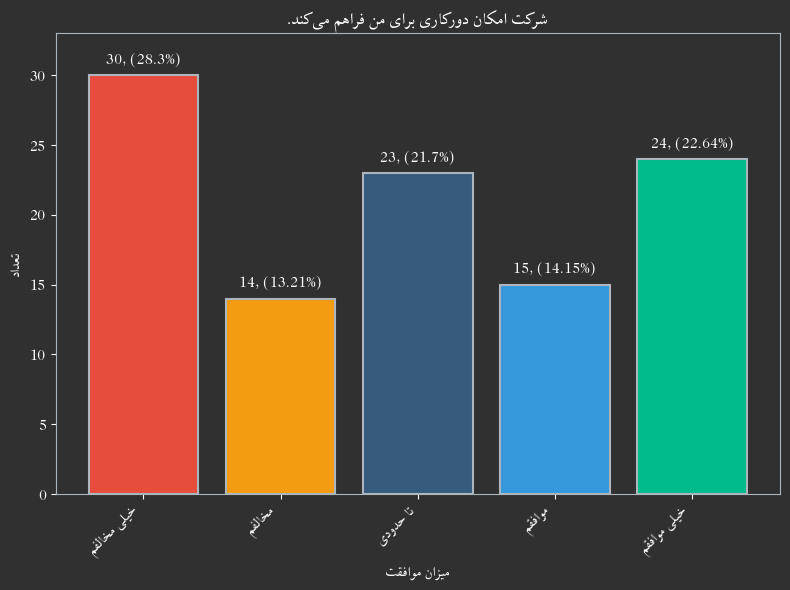 شرکت امکان دورکاری برای من فراهم می‌کند.
30, (28.3%)
14, (13.21%)
23, (21.7%)
15, (14.15%)
24, (22.64%)
30
25
20
15
10
5
0
تعداد
خیلی مخالفم
مخالفم
تا حدودی
موافقم
خیلی موافقم
میزان موافقت